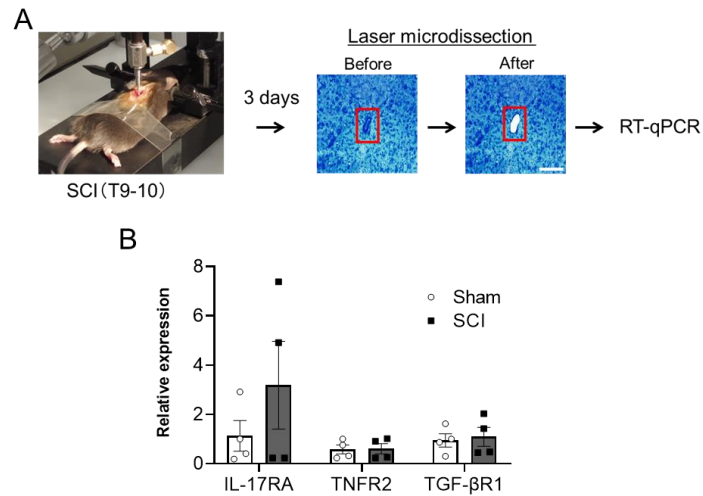 A
Laser microdissection
Before
After
3 days
RT-qPCR
SCI(T9-10)
B
Relative expression
8
6
4
2
0
Sham
SCI
IL-17RA
TNFR2
TGF-βR1